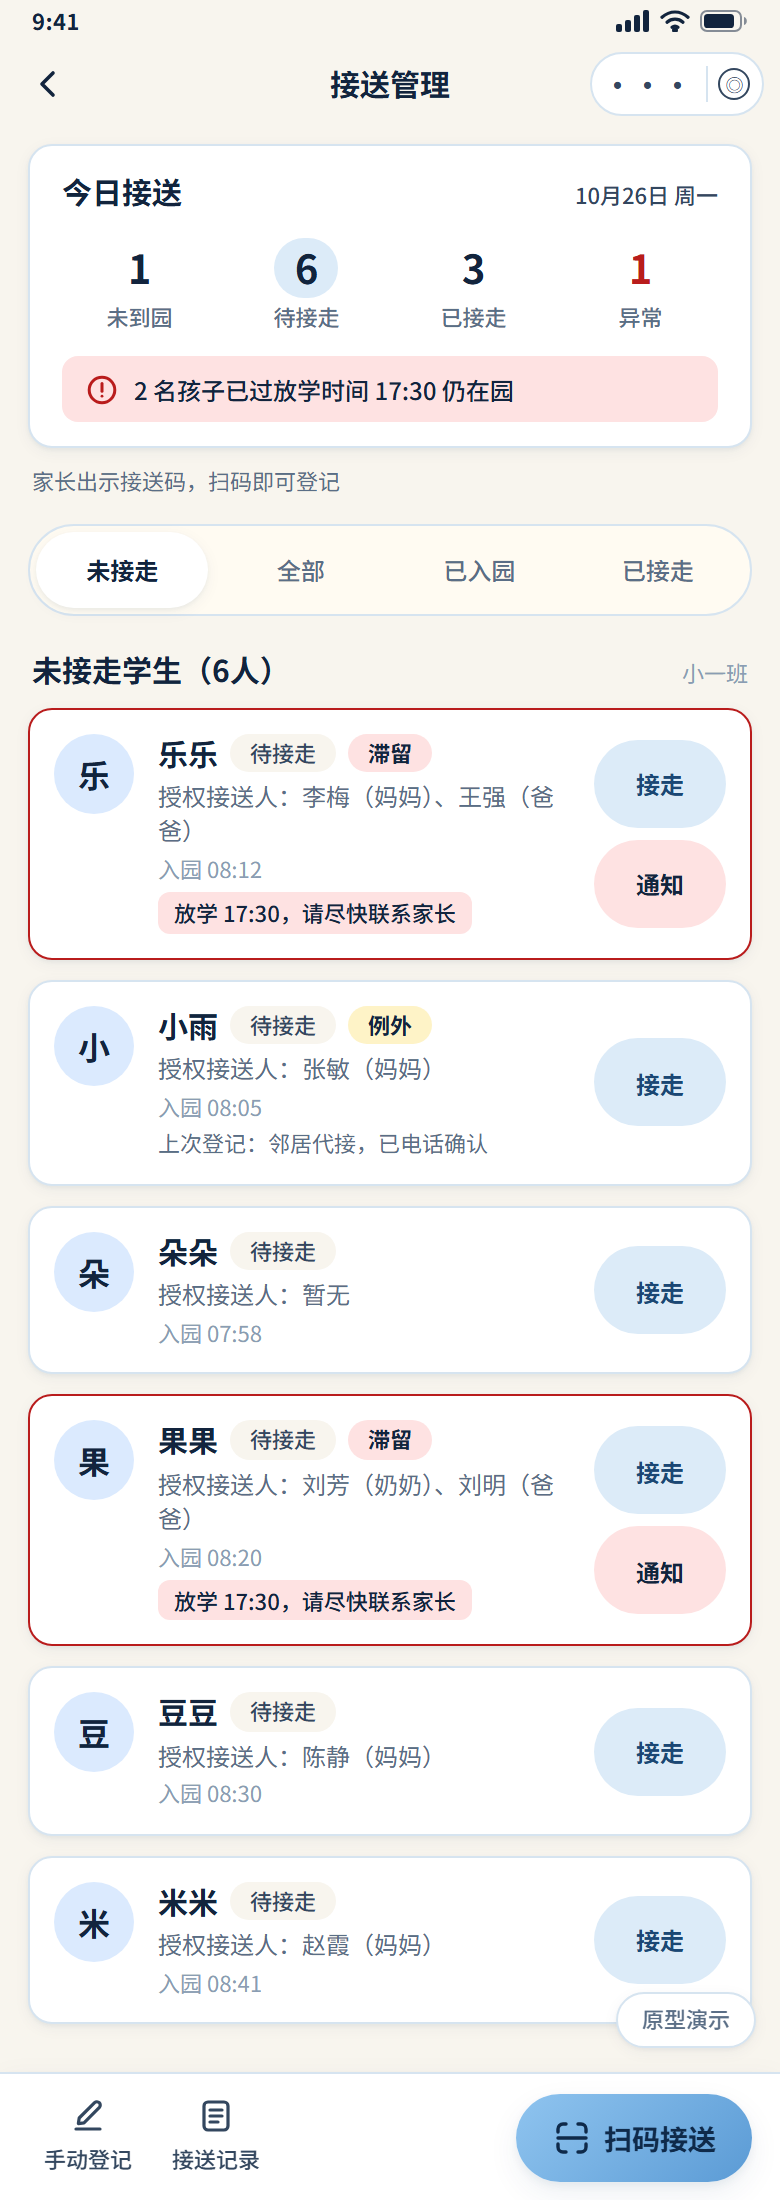 9:41
接送管理
今日接送
10月26日 周一
1
6
3
1
未到园
待接走
已接走
异常
2 名孩子已过放学时间 17:30 仍在园
家长出示接送码，扫码即可登记
未接走
全部
已入园
已接走
未接走学生（6人）
小一班
乐
乐乐
待接走
滞留
授权接送人：李梅（妈妈）、王强（爸
爸）
入园 08:12
放学 17:30，请尽快联系家长
接走
通知
小
小雨
待接走
例外
授权接送人：张敏（妈妈）
入园 08:05
上次登记：邻居代接，已电话确认
接走
朵
朵朵
待接走
授权接送人：暂无
入园 07:58
接走
果
果果
待接走
滞留
授权接送人：刘芳（奶奶）、刘明（爸
爸）
入园 08:20
放学 17:30，请尽快联系家长
接走
通知
豆
豆豆
待接走
授权接送人：陈静（妈妈）
入园 08:30
接走
米
米米
待接走
授权接送人：赵霞（妈妈）
入园 08:41
接走
原型演示
手动登记
接送记录
扫码接送